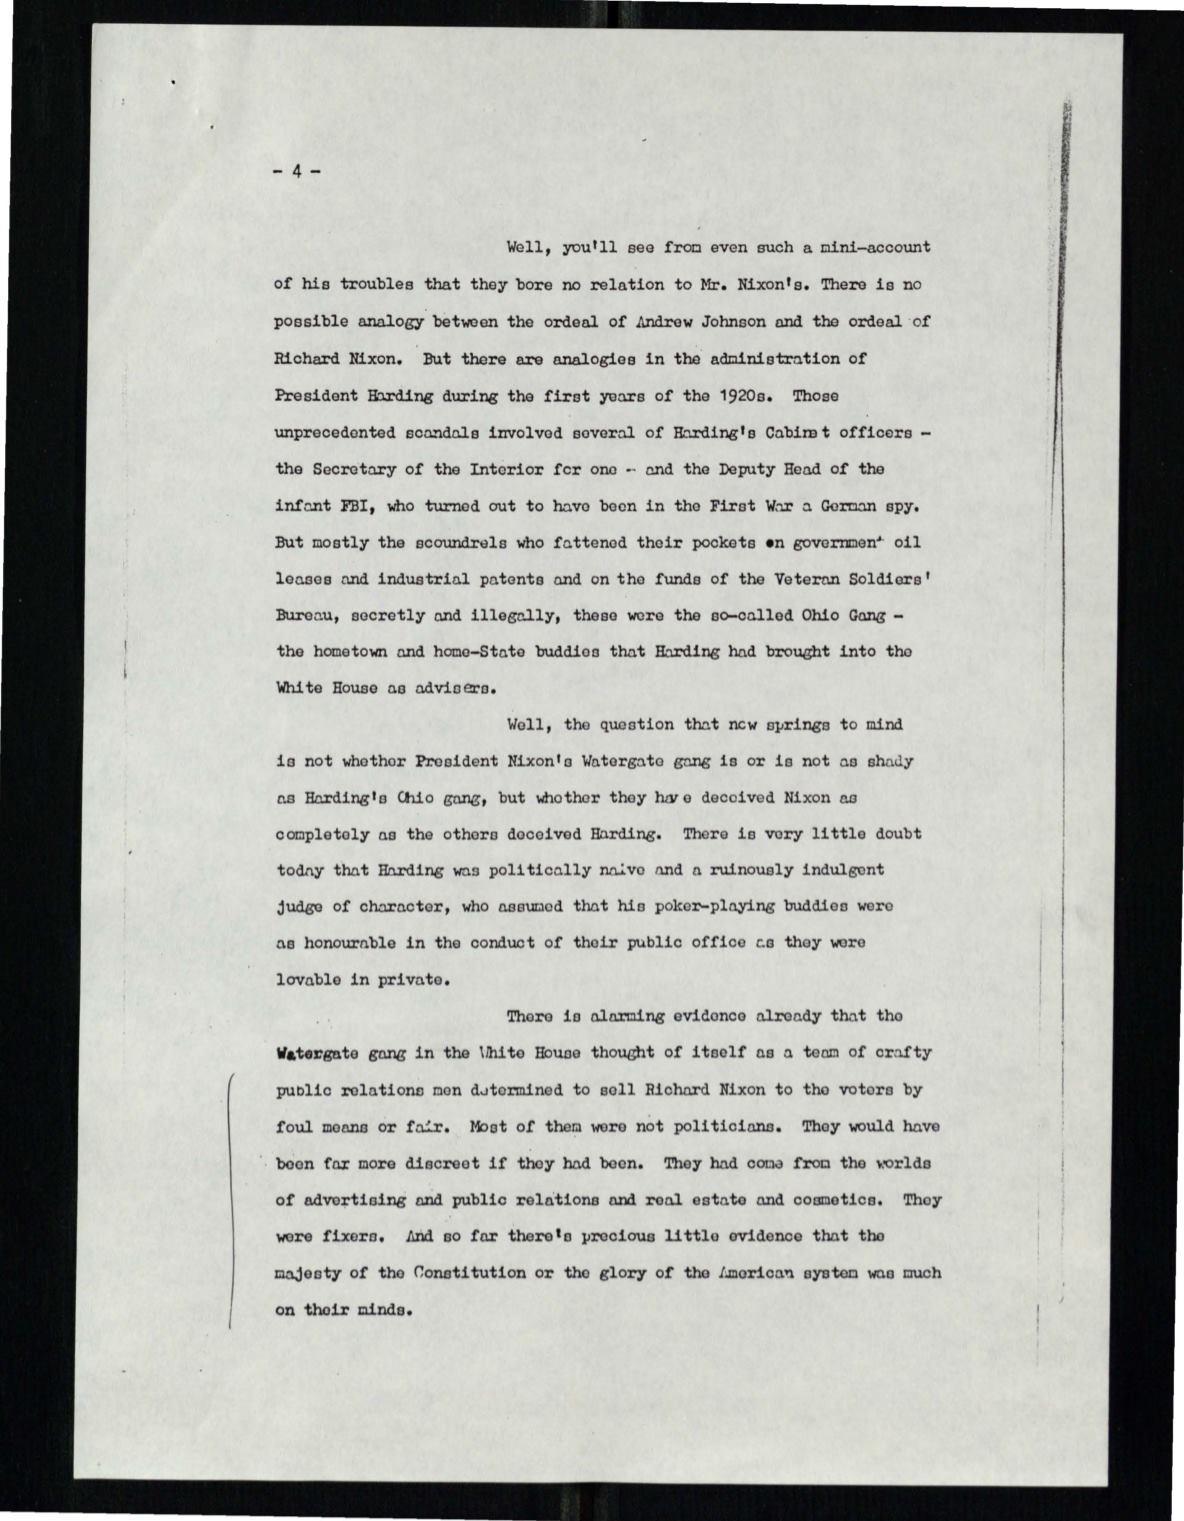 - 4 -
Well, you'll see from even such a mini-account
of his troubles that they bore no relation to Mr. Nixon's. There is no
possible analogy between the ordeal of Andrew Johnson and the ordeal of
Richard Nixon. But there are analogies in the administration of
President Harding during the first years of the 1920s. Those
unprecedented scandals involved several of Harding's Cabinet officers -
the Secretary of the Interior for one - and the Deputy Head of the
infant FBI, who turned out to have been in the First War a German spy.
But mostly the scoundrels who fattened their pockets on government oil
leases and industrial patents and on the funds of the Veteran Soldiers'
Bureau, secretly and illegally, these were the so-called Ohio Gang -
the hometown and home-State buddies that Harding had brought into the
White House as advisers.
Well, the question that now springs to mind
is not whether President Nixon's Watergate gang is or is not as shady
as Harding's Ohio gang, but whether they have deceived Nixon as
completely as the others deceived Harding. There is very little doubt
today that Harding was politically naive and a ruinously indulgent
judge of character, who assumed that his poker-playing buddies were
as honourable in the conduct of their public office as they were
lovable in private.
There is alarming evidence already that the
Watergate gang in the White House thought of itself as a team of crafty
public relations men determined to sell Richard Nixon to the voters by
foul means or fair. Most of them were not politicians. They would have
been far more discreet if they had been. They had come from the worlds
of advertising and public relations and real estate and cosmetics. They
were fixers. And so far there's precious little evidence that the
majesty of the Constitution or the glory of the American system was much
on their minds.